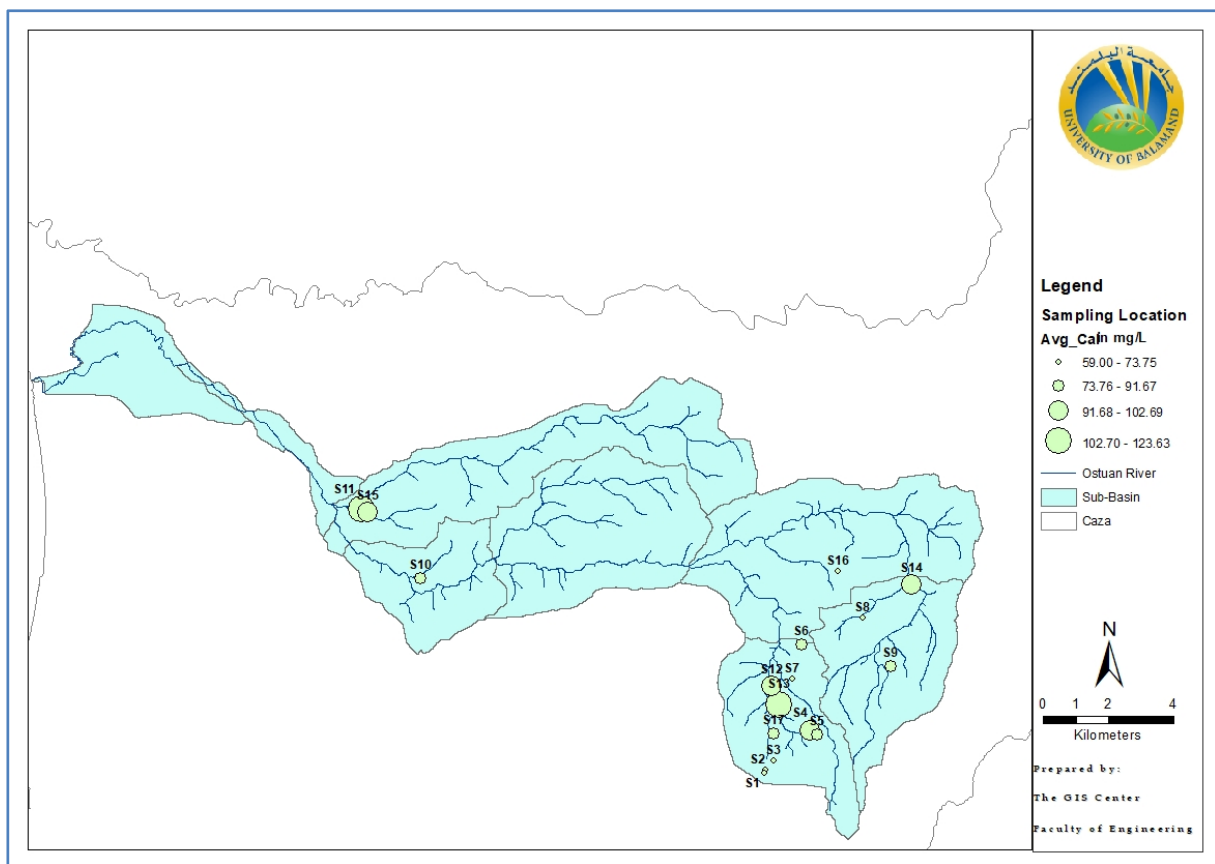 جامعة البلمند
UNIVERSITY OF BALAMAND
Legend
Sampling Location
Avg_Cal in mg/L
59.00 - 73.75
73.76 - 91.67
91.68 - 102.69
102.70 - 123.63
Ostuan River
Sub-Basin
Caza
S11
S15
S10
S16
S14
S8
S6
S9
S12
S7
S13
S4
S17
S5
S3
S2
S1
N
0 1 2 4
Kilometers
Prepared by:
The GIS Center
Faculty of Engineering